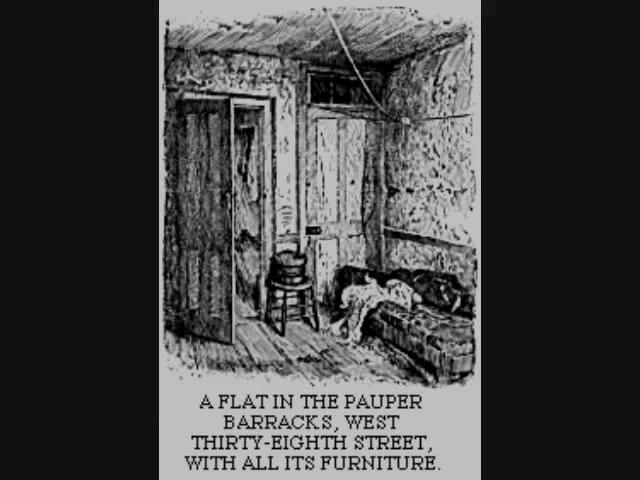 A FLAT IN THE PAUPER
BARRACKS, WEST
THIRTY-EIGHTH STREET,
WITH ALL ITS FURNITURE.